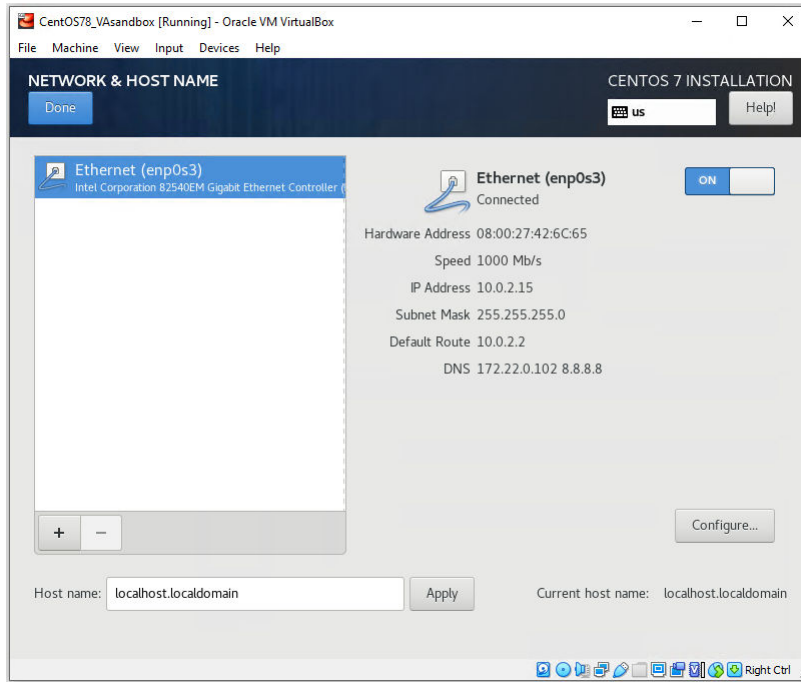 CentOS78_VAsandbox [Running] - Oracle VM VirtualBox
File Machine View Input Devices Help
NETWORK & HOST NAME
CENTOS 7 INSTALLATION
Done
us
Help!
Ethernet (enp0s3)
Intel Corporation 82540EM Gigabit Ethernet Controller (
Ethernet (enp0s3)
Connected
ON
Hardware Address 08:00:27:42:6C:65
Speed 1000 Mb/s
IP Address 10.0.2.15
Subnet Mask 255.255.255.0
Default Route 10.0.2.2
DNS 172.22.0.102 8.8.8.8
+ −
Configure...
Host name: localhost.localdomain Apply Current host name: localhost.localdomain
Right Ctrl